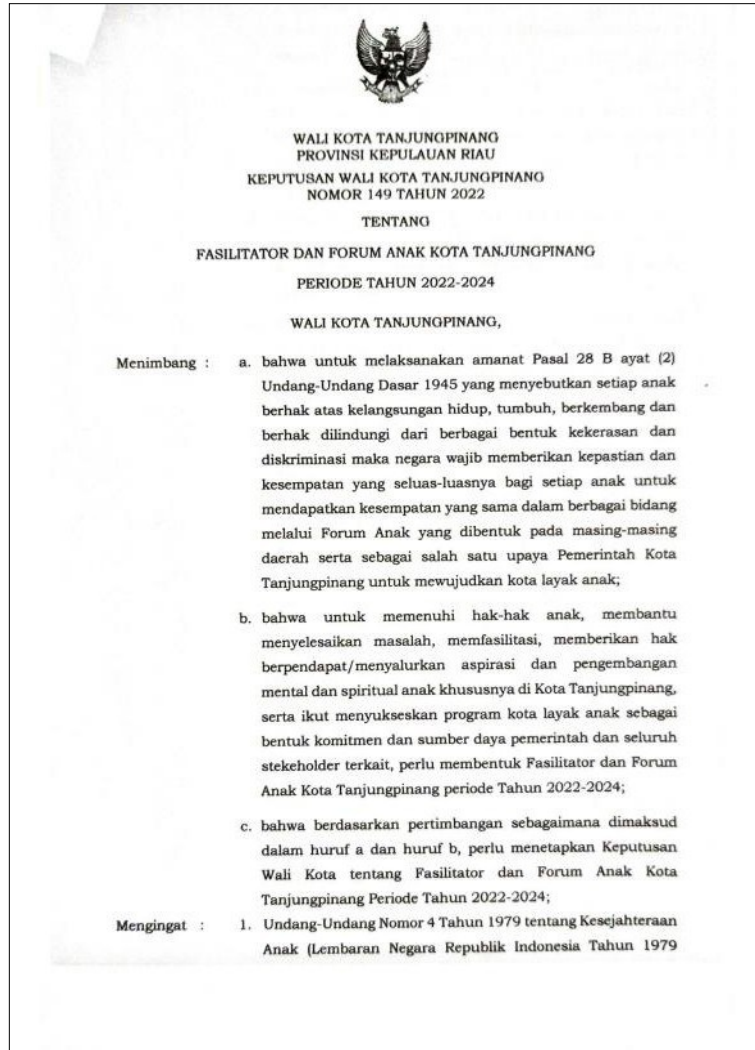 WALI KOTA TANJUNGPINANG
PROVINSI KEPULAUAN RIAU
KEPUTUSAN WALI KOTA TANJUNGPINANG
NOMOR 149 TAHUN 2022
TENTANG
FASILITATOR DAN FORUM ANAK KOTA TANJUNGPINANG
PERIODE TAHUN 2022-2024
WALI KOTA TANJUNGPINANG,
Menimbang : a. bahwa untuk melaksanakan amanat Pasal 28 B ayat (2)
Undang-Undang Dasar 1945 yang menyebutkan setiap anak
berhak atas kelangsungan hidup, tumbuh, berkembang dan
berhak dilindungi dari berbagai bentuk kekerasan dan
diskriminasi maka negara wajib memberikan kepastian dan
kesempatan yang seluas-luasnya bagi setiap anak untuk
mendapatkan kesempatan yang sama dalam berbagai bidang
melalui Forum Anak yang dibentuk pada masing-masing
daerah serta sebagai salah satu upaya Pemerintah Kota
Tanjungpinang untuk mewujudkan kota layak anak;
b. bahwa untuk memenuhi hak-hak anak, membantu
menyelesaikan masalah, memfasilitasi, memberikan hak
berpendapat/menyalurkan aspirasi dan pengembangan
mental dan spiritual anak khususnya di Kota Tanjungpinang,
serta ikut menyukseskan program kota layak anak sebagai
bentuk komitmen dan sumber daya pemerintah dan seluruh
stekeholder terkait, perlu membentuk Fasilitator dan Forum
Anak Kota Tanjungpinang periode Tahun 2022-2024;
c. bahwa berdasarkan pertimbangan sebagaimana dimaksud
dalam huruf a dan huruf b, perlu menetapkan Keputusan
Wali Kota tentang Fasilitator dan Forum Anak Kota
Tanjungpinang Periode Tahun 2022-2024;
Mengingat : 1. Undang-Undang Nomor 4 Tahun 1979 tentang Kesejahteraan
Anak (Lembaran Negara Republik Indonesia Tahun 1979